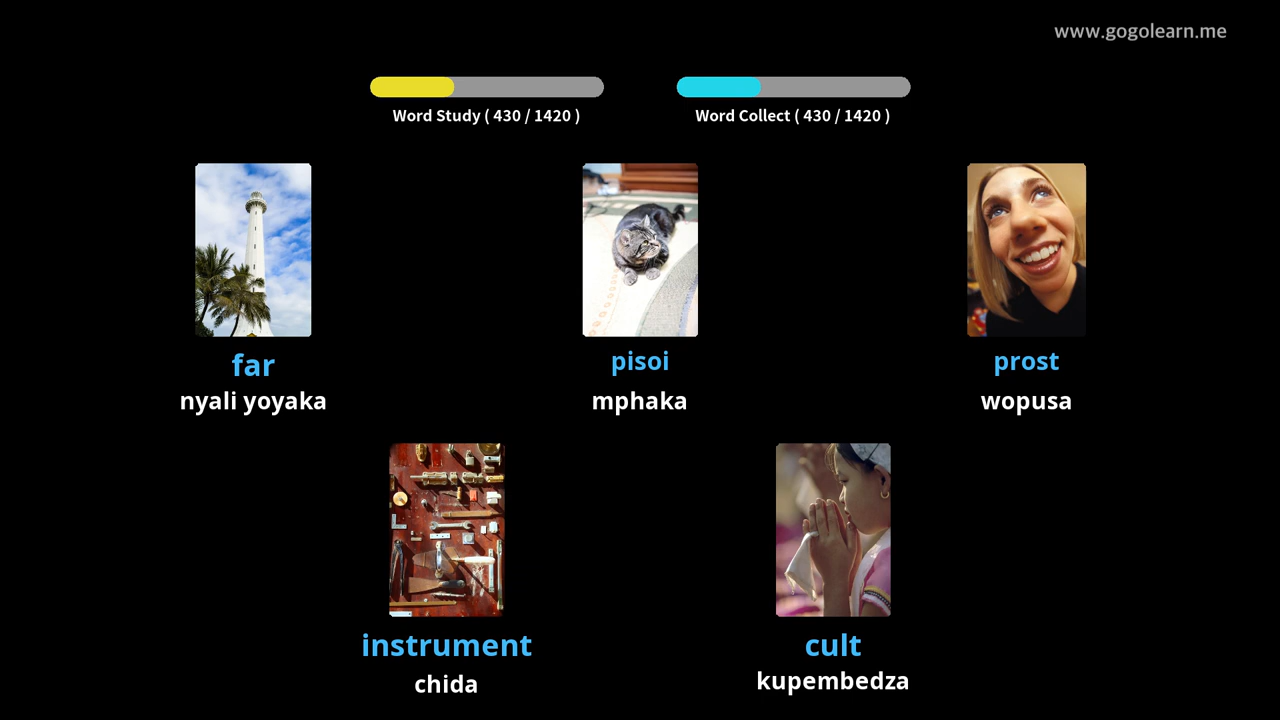 www.gogolearn.me
Word Study ( 430 / 1420 )
Word Collect ( 430 / 1420 )
far
nyali yoyaka
pisoi
mphaka
prost
wopusa
instrument
chida
cult
kupembedza